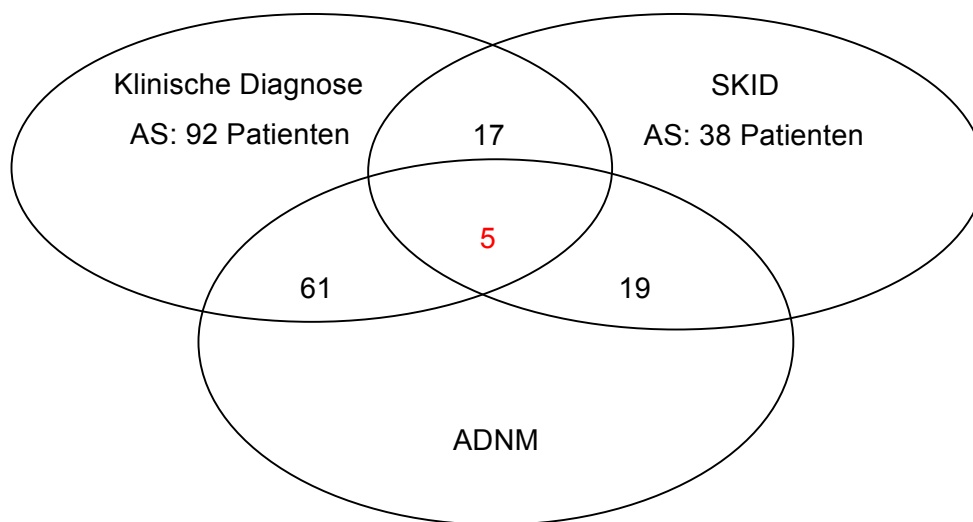 Klinische Diagnose
AS: 92 Patienten
SKID
AS: 38 Patienten
17
5
61
19
ADNM